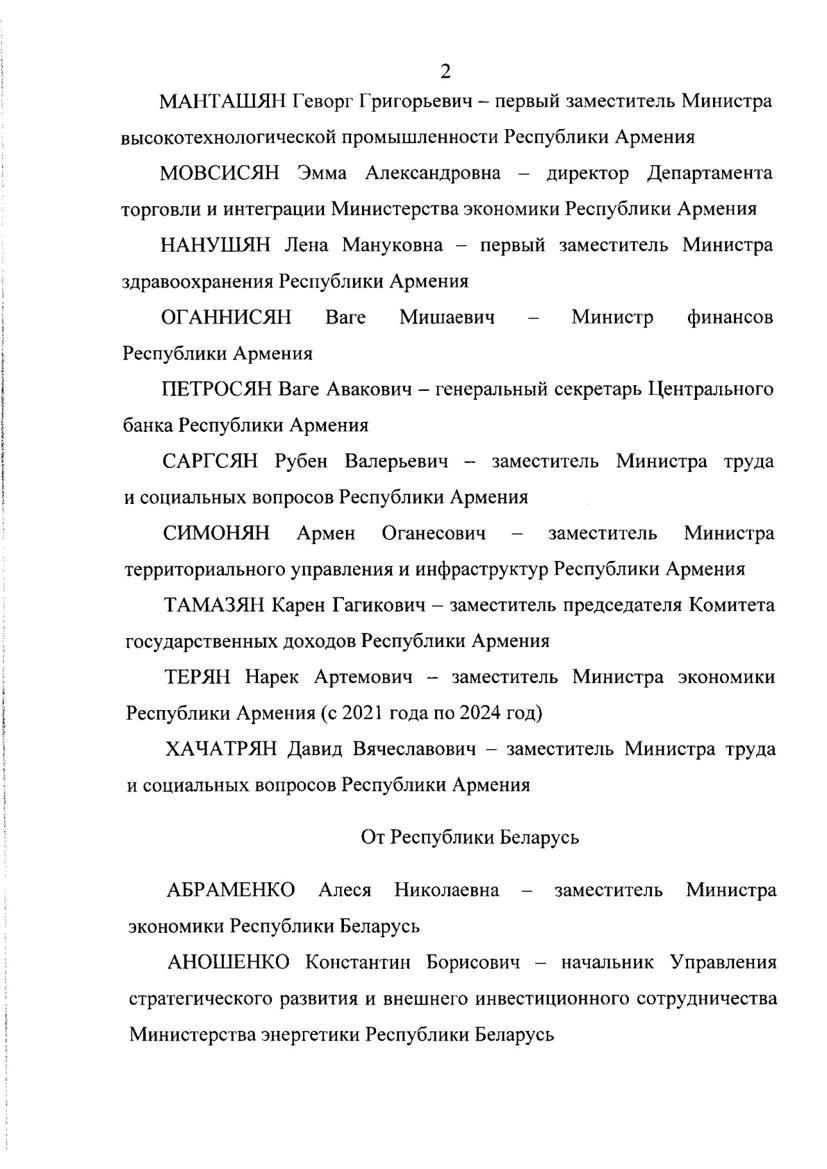 2
МАНТАШЯН Геворг Григорьевич – первый заместитель Министра
высокотехнологической промышленности Республики Армения
МОВСИСЯН Эмма Александровна – директор Департамента
торговли и интеграции Министерства экономики Республики Армения
НАНУШЯН Лена Мануковна – первый заместитель Министра
здравоохранения Республики Армения
ОГАННИСЯН Ваге Мишаевич – Министр финансов
Республики Армения
ПЕТРОСЯН Ваге Авакович – генеральный секретарь Центрального
банка Республики Армения
САРГСЯН Рубен Валерьевич – заместитель Министра труда
и социальных вопросов Республики Армения
СИМОНЯН Армен Оганесович – заместитель Министра
территориального управления и инфраструктур Республики Армения
ТАМАЗЯН Карен Гагикович – заместитель председателя Комитета
государственных доходов Республики Армения
ТЕРЯН Нарек Артемович – заместитель Министра экономики
Республики Армения (с 2021 года по 2024 год)
ХАЧАТРЯН Давид Вячеславович – заместитель Министра труда
и социальных вопросов Республики Армения
От Республики Беларусь
АБРАМЕНКО Алеся Николаевна – заместитель Министра
экономики Республики Беларусь
АНОШЕНКО Константин Борисович – начальник Управления
стратегического развития и внешнего инвестиционного сотрудничества
Министерства энергетики Республики Беларусь